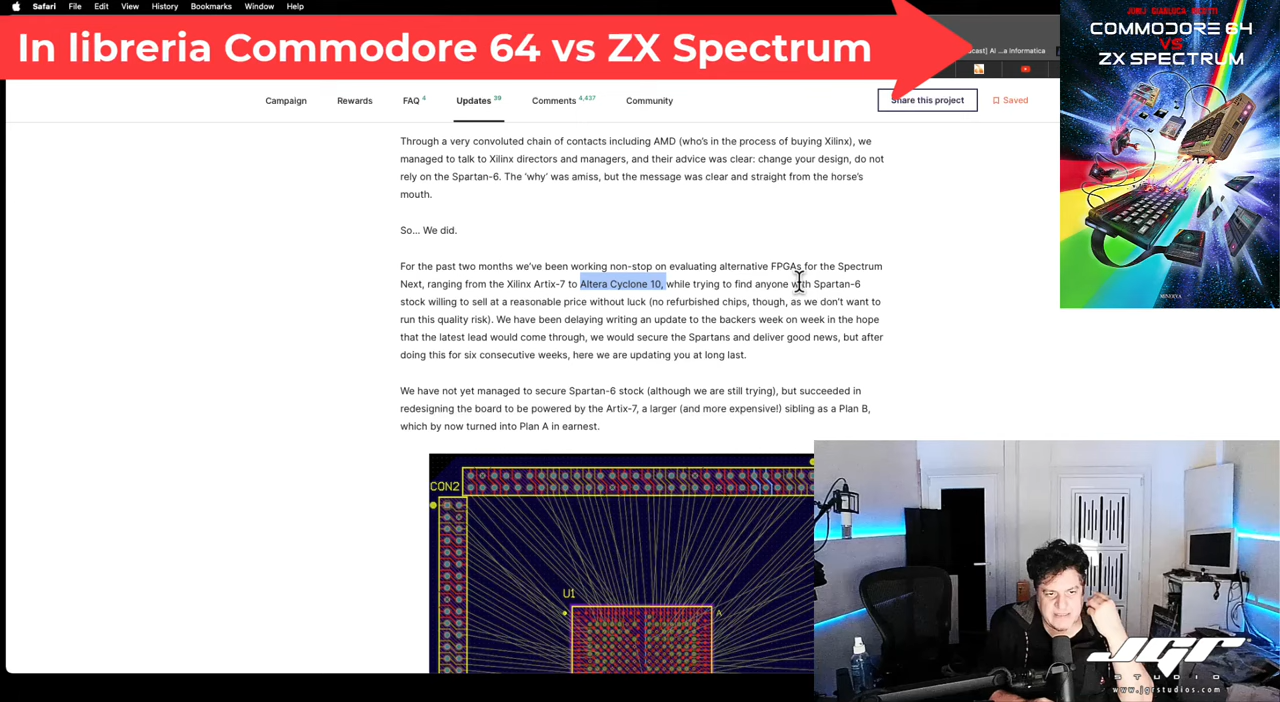 Safari File Edit View History Bookmarks Window Help
In libreria Commodore 64 vs ZX Spectrum
COMMODORE 64
VS
ZX SPECTRUM
MINERVA
Campaign Rewards FAQ 4 Updates 39 Comments 4,437 Community Share this project Saved
Through a very convoluted chain of contacts including AMD (who's in the process of buying Xilinx), we
managed to talk to Xilinx directors and managers, and their advice was clear: change your design, do not
rely on the Spartan-6. The 'why' was amiss, but the message was clear and straight from the horse's
mouth.
So... We did.
For the past two months we've been working non-stop on evaluating alternative FPGAs for the Spectrum
Next, ranging from the Xilinx Artix-7 to Altera Cyclone 10, while trying to find anyone with Spartan-6
stock willing to sell at a reasonable price without luck (no refurbished chips, though, as we don't want to
run this quality risk). We have been delaying writing an update to the backers week on week in the hope
that the latest lead would come through, we would secure the Spartans and deliver good news, but after
doing this for six consecutive weeks, here we are updating you at long last.
We have not yet managed to secure Spartan-6 stock (although we are still trying), but succeeded in
redesigning the board to be powered by the Artix-7, a larger (and more expensive!) sibling as a Plan B,
which by now turned into Plan A in earnest.
CON2
U1
A
JGR
STUDIO
www.jgrstudios.com